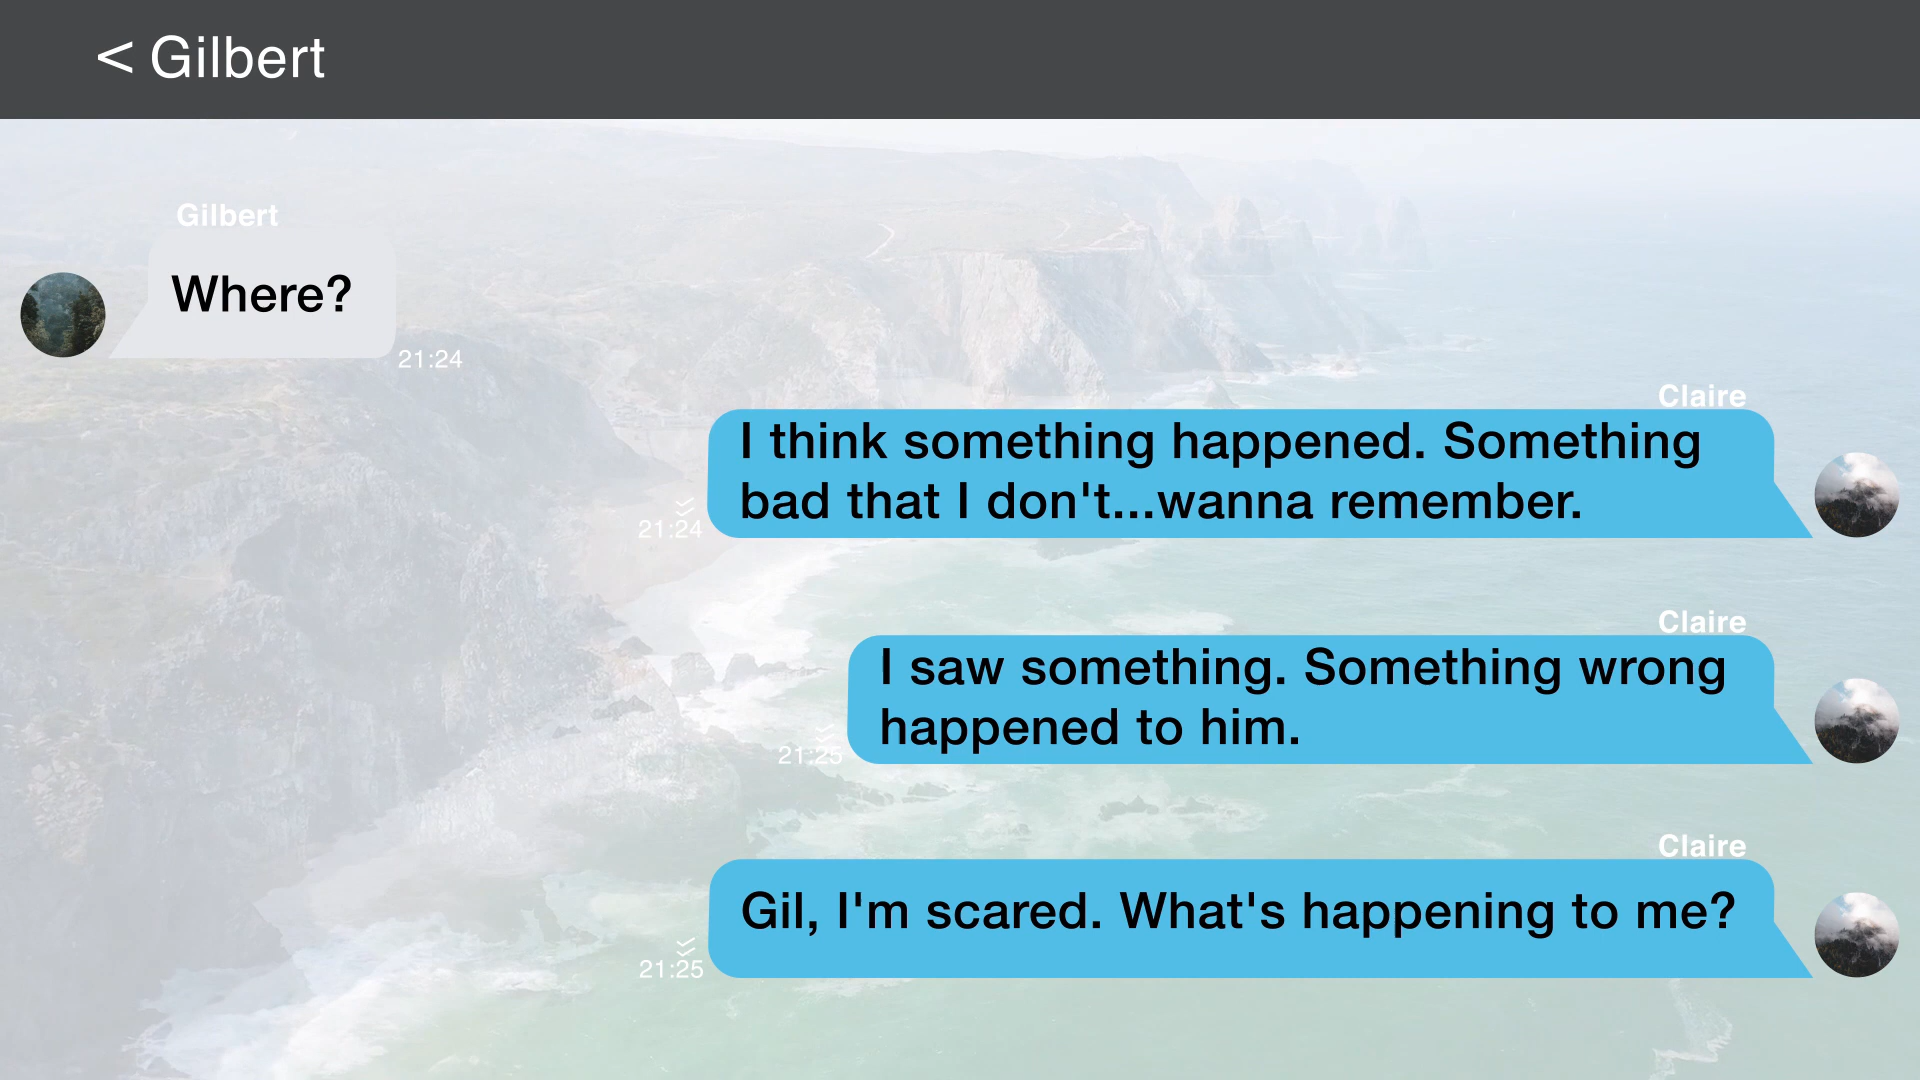 < Gilbert
Gilbert
Where?
21:24
Claire
I think something happened. Something
bad that I don't...wanna remember.
21:24
Claire
I saw something. Something wrong
happened to him.
21:25
Claire
Gil, I'm scared. What's happening to me?
21:25